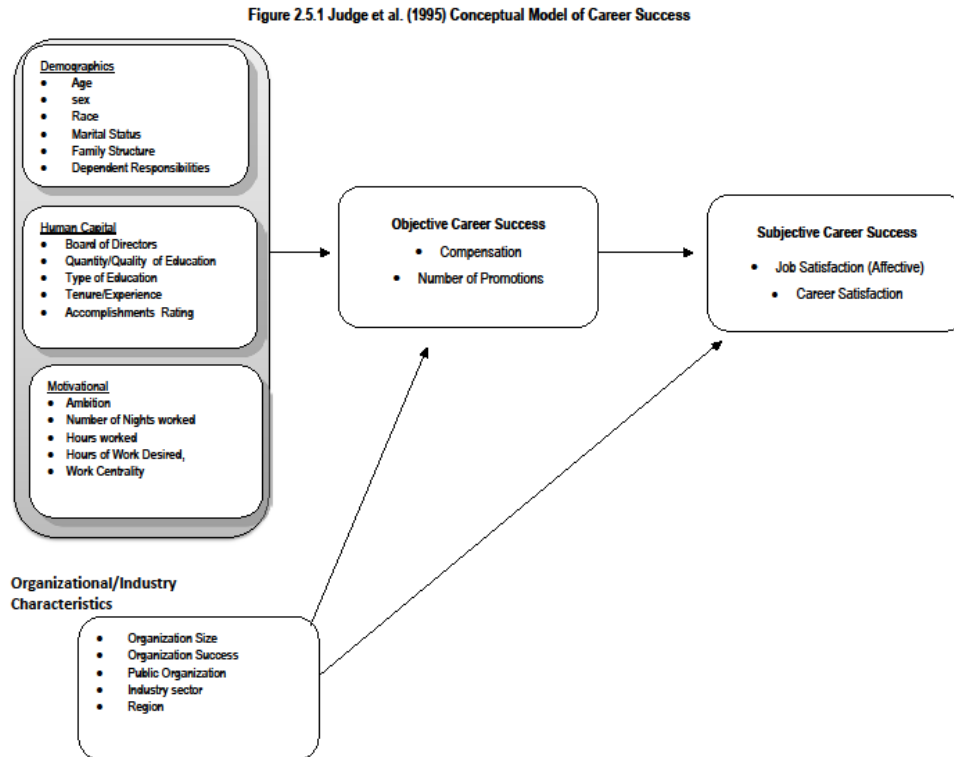 Figure 2.5.1 Judge et al. (1995) Conceptual Model of Career Success
Demographics
• Age
• sex
• Race
• Marital Status
• Family Structure
• Dependent Responsibilities
Human Capital
• Board of Directors
• Quantity/Quality of Education
• Type of Education
• Tenure/Experience
• Accomplishments Rating
Motivational
• Ambition
• Number of Nights worked
• Hours worked
• Hours of Work Desired,
• Work Centrality
Objective Career Success
• Compensation
• Number of Promotions
Subjective Career Success
• Job Satisfaction (Affective)
• Career Satisfaction
Organizational/Industry
Characteristics
• Organization Size
• Organization Success
• Public Organization
• Industry sector
• Region